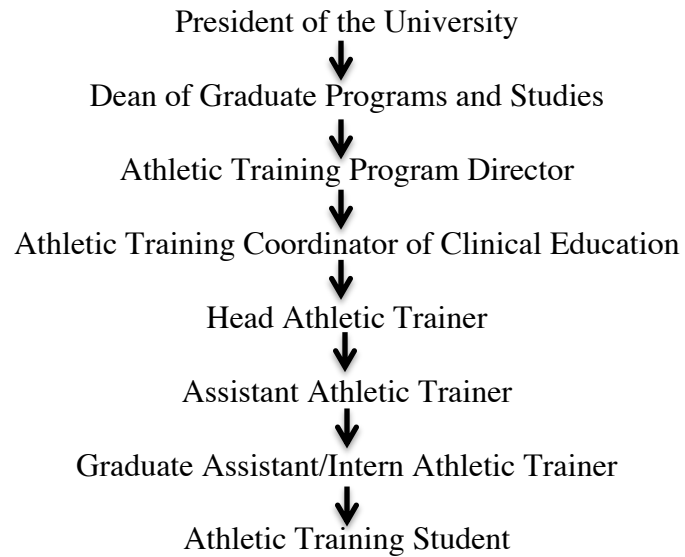 President of the University
Dean of Graduate Programs and Studies
Athletic Training Program Director
Athletic Training Coordinator of Clinical Education
Head Athletic Trainer
Assistant Athletic Trainer
Graduate Assistant/Intern Athletic Trainer
Athletic Training Student